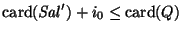 card(Sal′) + i₀ ≤ card(Q)